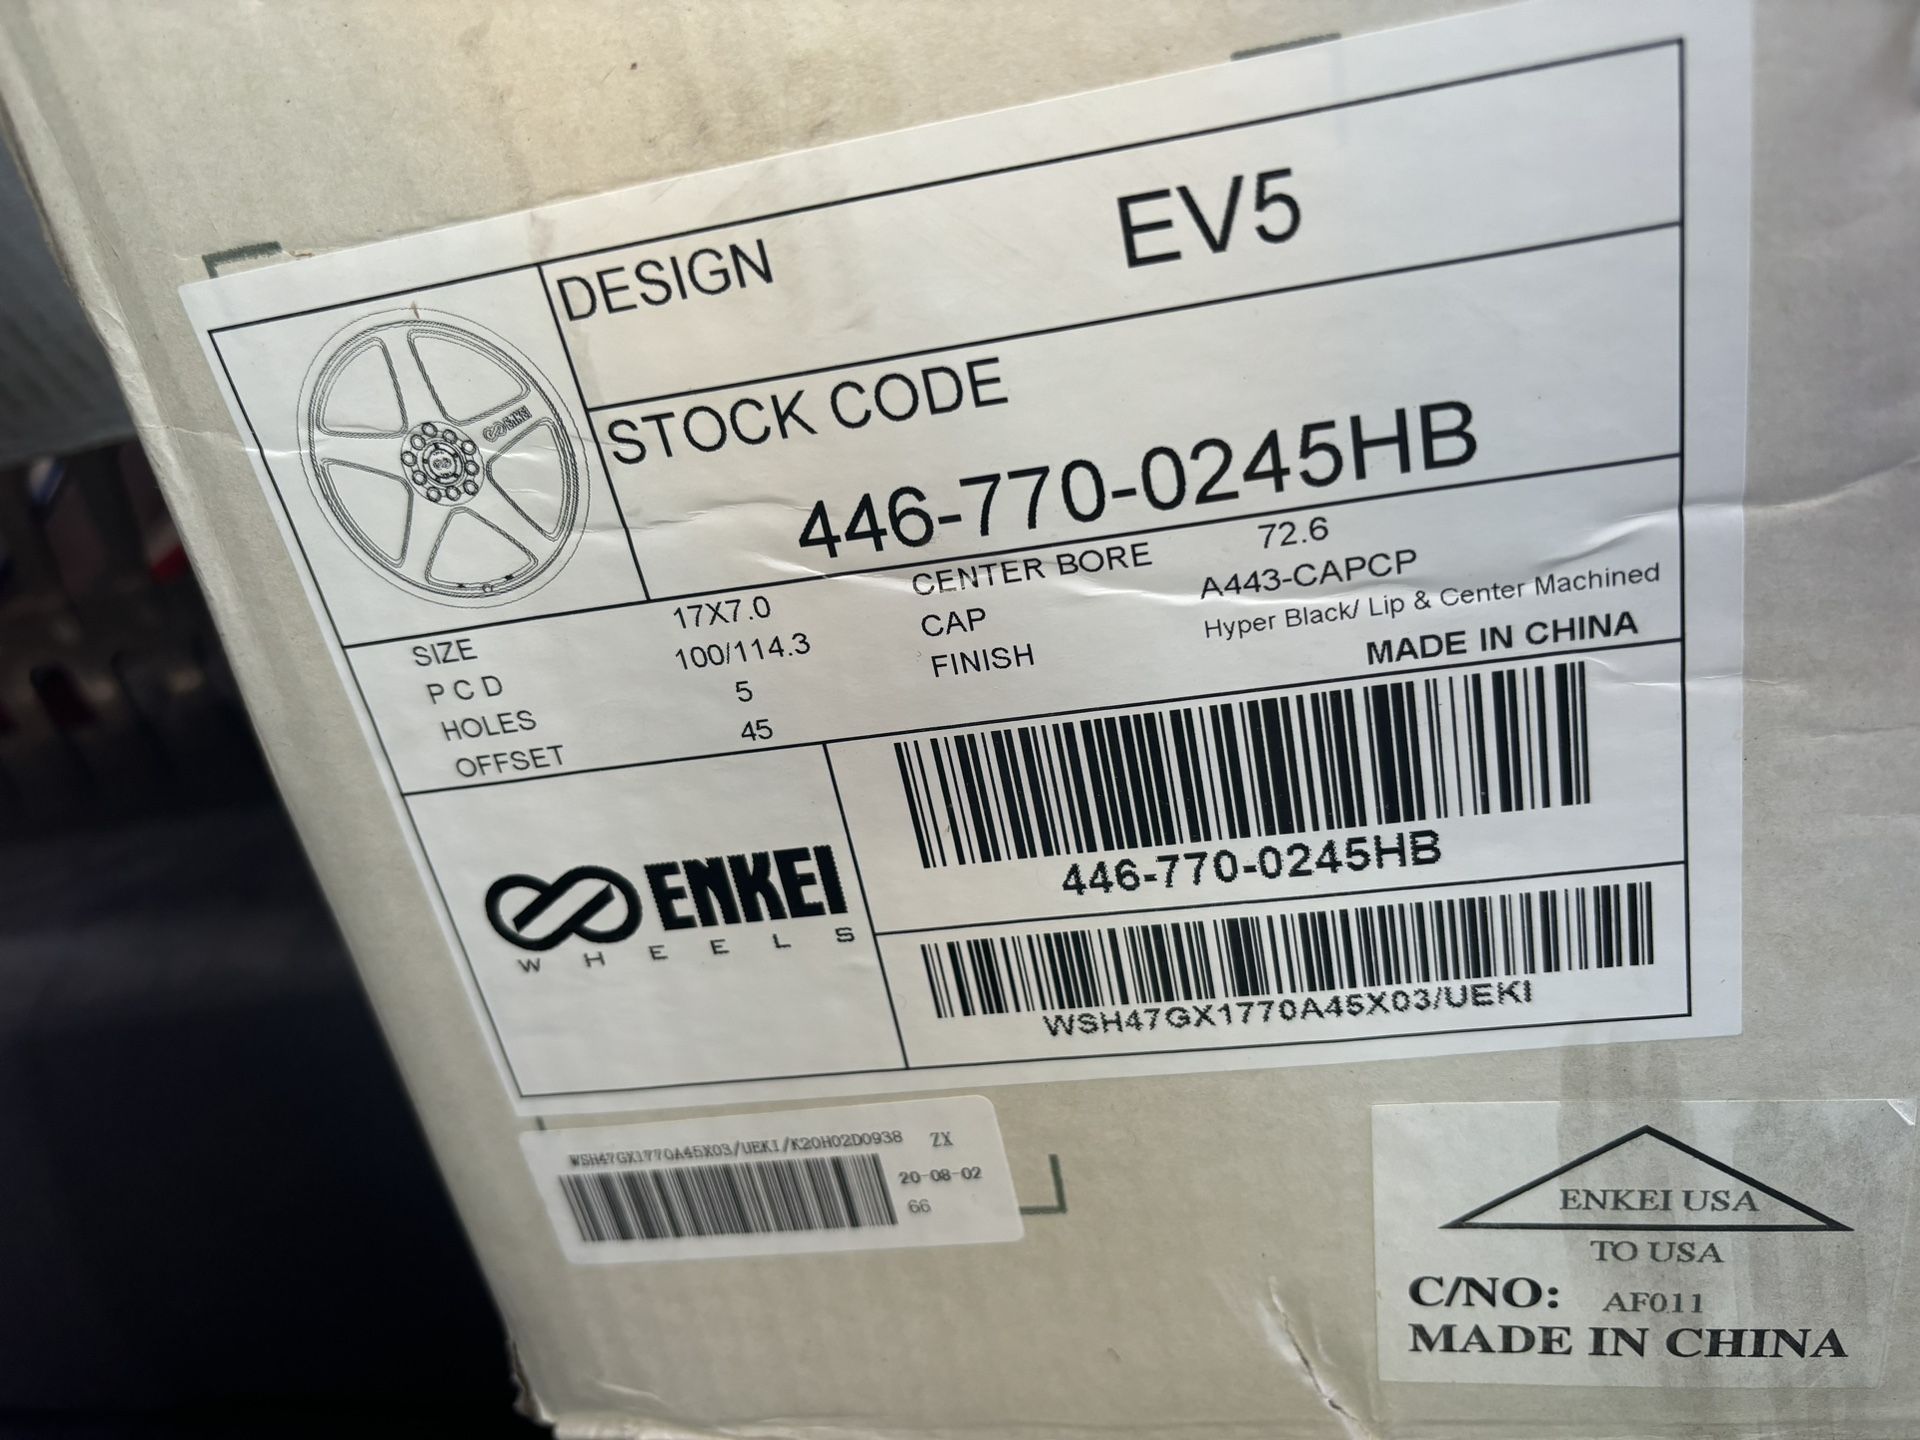 DESIGN EV5
STOCK CODE
446-770-0245HB
SIZE 17X7.0
P C D 100/114.3
HOLES 5
OFFSET 45
CENTER BORE 72.6
CAP A443-CAPCP
FINISH Hyper Black/ Lip & Center Machined
MADE IN CHINA
ENKEI
ENKEI
WHEELS
446-770-0245HB
WSH47GX1770A45X03/UEKI
WSH47GX1770A45X03/UEKI/K20H02D0938 ZX
20-08-02
66
ENKEI USA
TO USA
C/NO: AF011
MADE IN CHINA